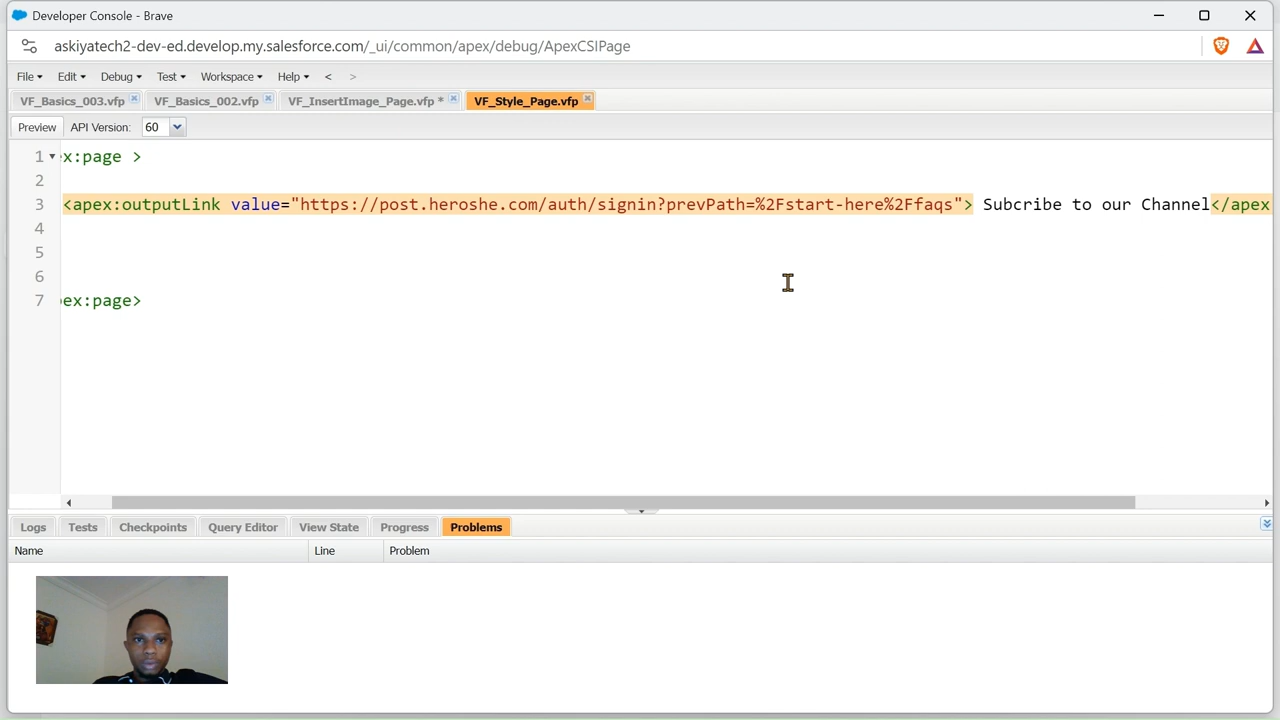 Developer Console - Brave
askiyatech2-dev-ed.develop.my.salesforce.com/_ui/common/apex/debug/ApexCSIPage
File Edit Debug Test Workspace Help < >
VF_Basics_003.vfp VF_Basics_002.vfp VF_InsertImage_Page.vfp * VF_Style_Page.vfp
Preview API Version: 60
1 x:page >
2
3 <apex:outputLink value="https://post.heroshe.com/auth/signin?prevPath=%2Fstart-here%2Ffaqs"> Subcribe to our Channel</apex
4
5
6
7 ex:page>
Logs Tests Checkpoints Query Editor View State Progress Problems
Name Line Problem